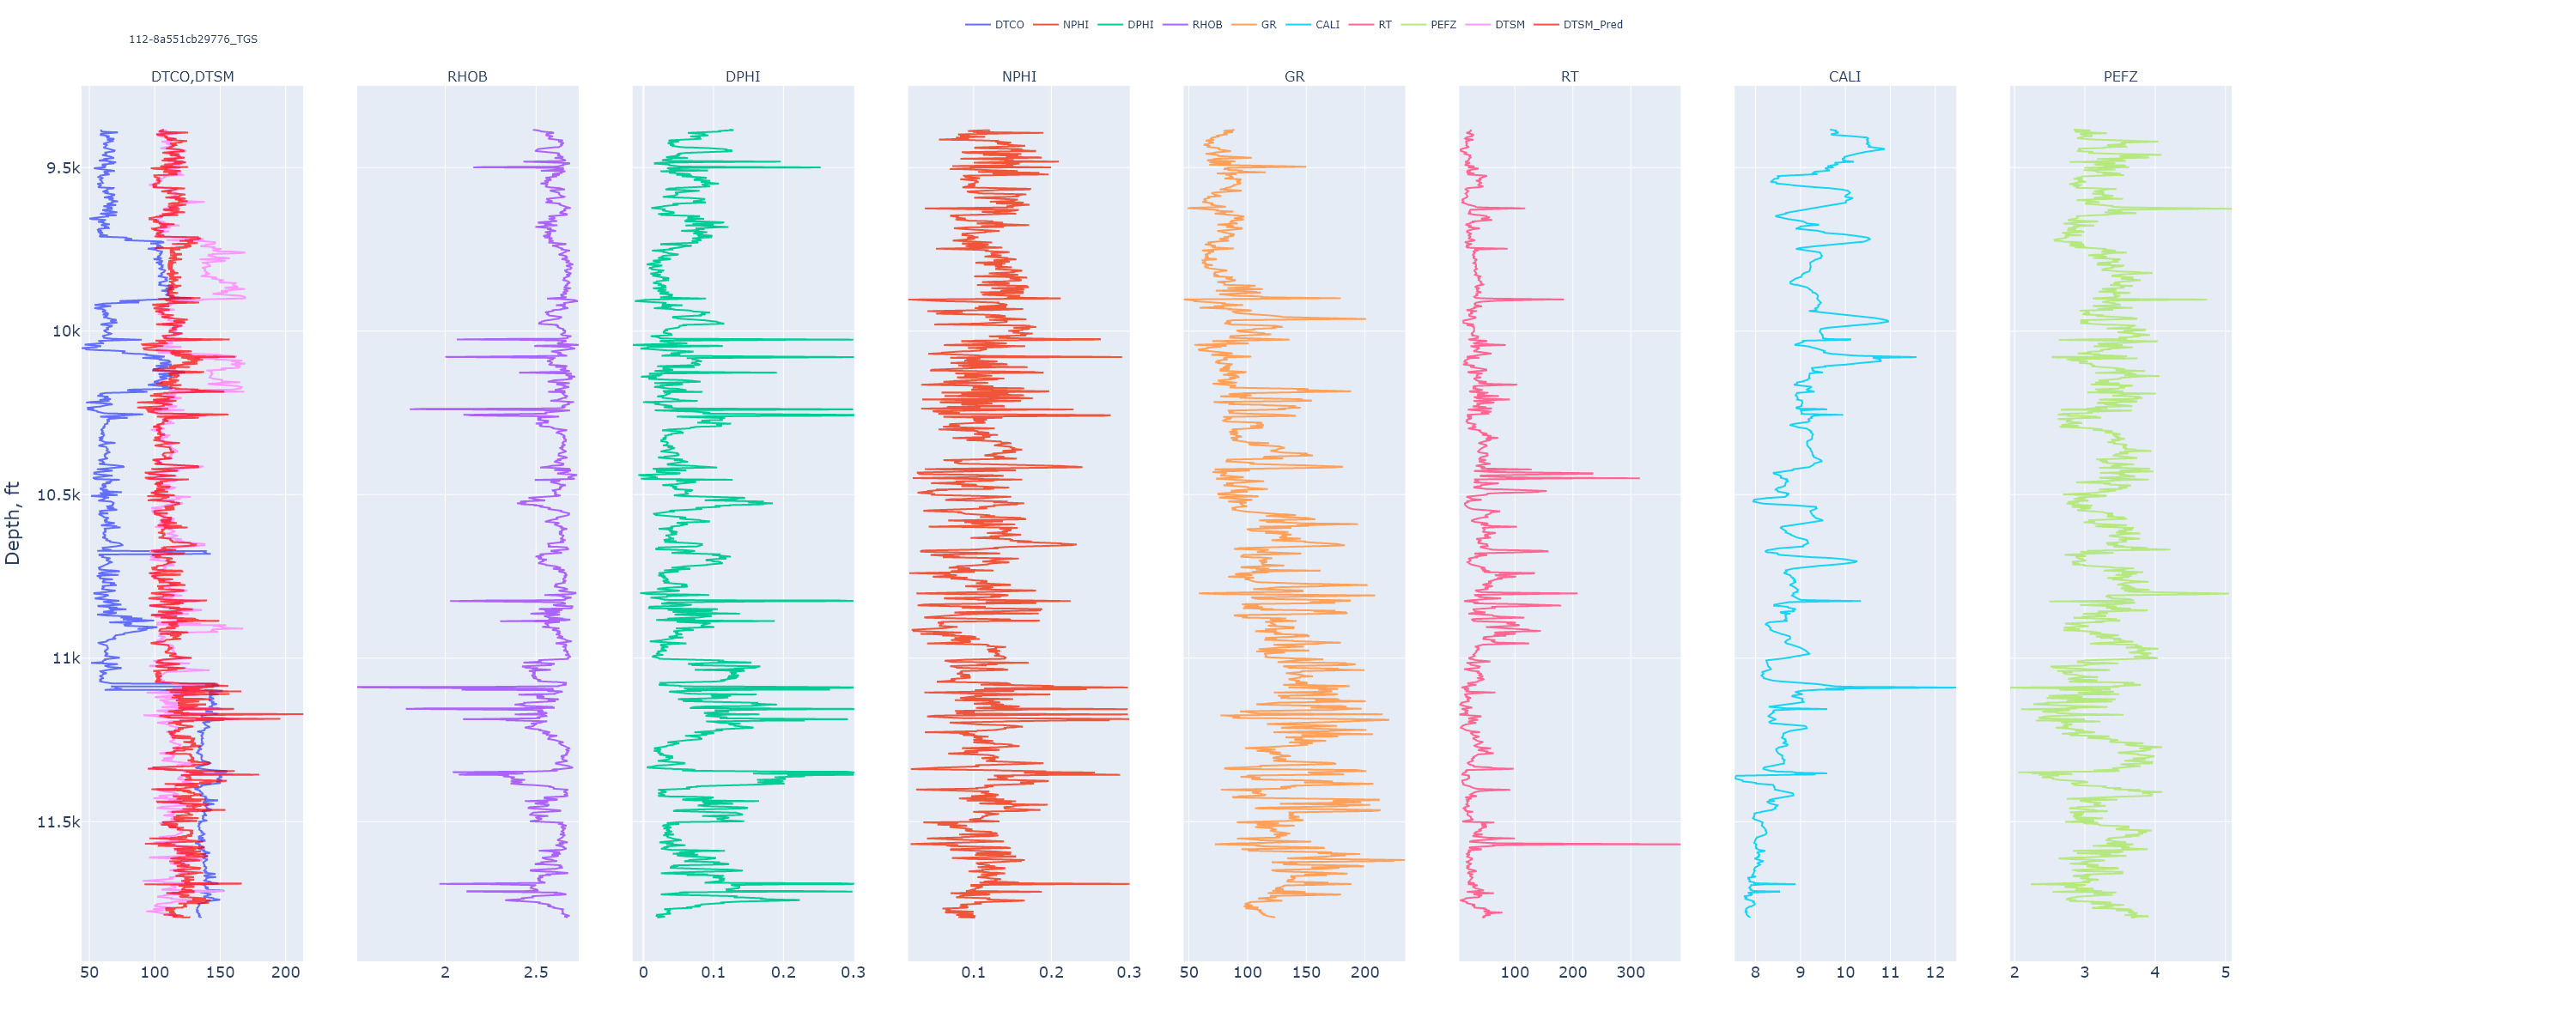 DTCO NPHI DPHI RHOB GR CALI RT PEFZ DTSM DTSM_Pred
112-8a551cb29776_TGS
DTCO,DTSM RHOB DPHI NPHI GR RT CALI PEFZ
9.5k
10k
10.5k
11k
11.5k
Depth, ft
50 100 150 200 2 2.5 0 0.1 0.2 0.3 0.1 0.2 0.3 50 100 150 200 100 200 300 8 9 10 11 12 2 3 4 5